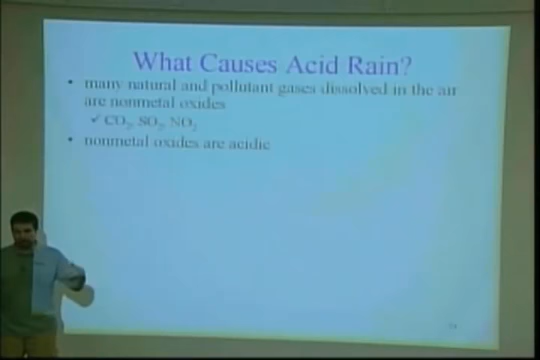 What Causes Acid Rain?
• many natural and pollutant gases dissolved in the air
are nonmetal oxides
✓ CO2, SO2, NO2
• nonmetal oxides are acidic